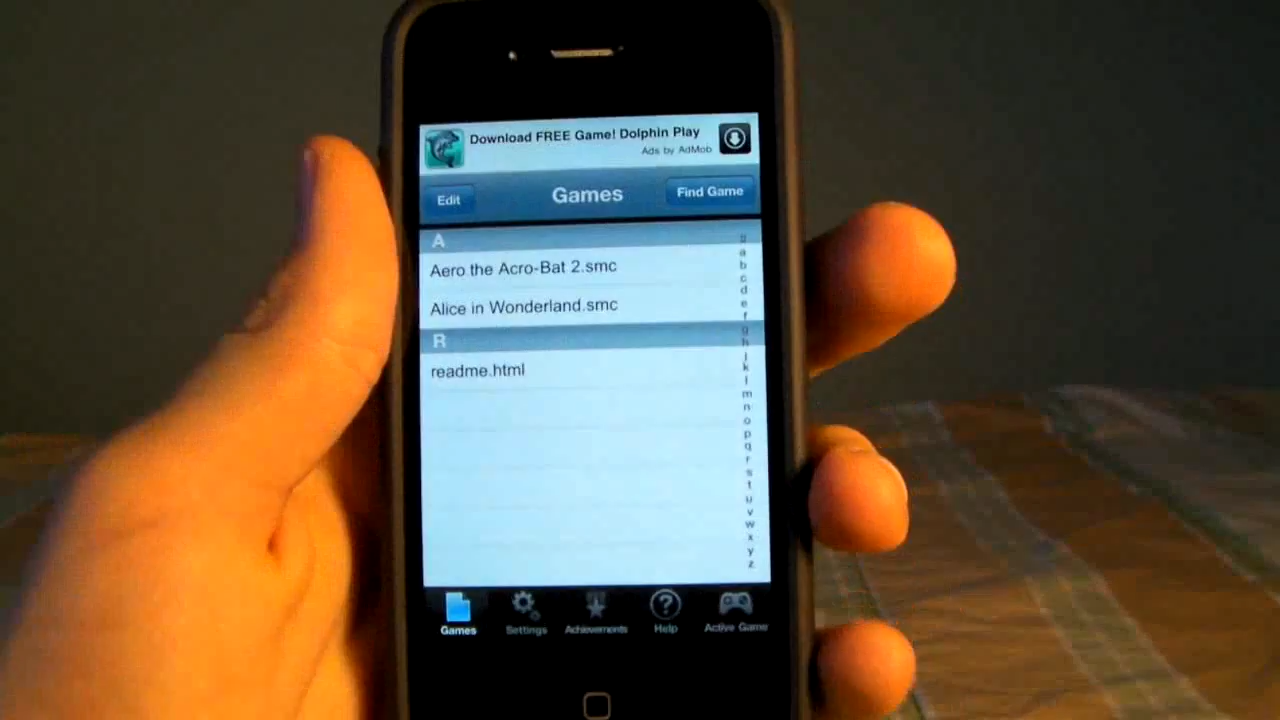 Download FREE Game! Dolphin Play
Ads by AdMob
Edit
Games
Find Game
A
Aero the Acro-Bat 2.smc
Alice in Wonderland.smc
R
readme.html
a
b
c
d
e
f
g
h
j
k
l
m
n
o
p
q
r
s
t
u
v
w
x
y
z
Games
Settings
Achievements
Help
Active Game